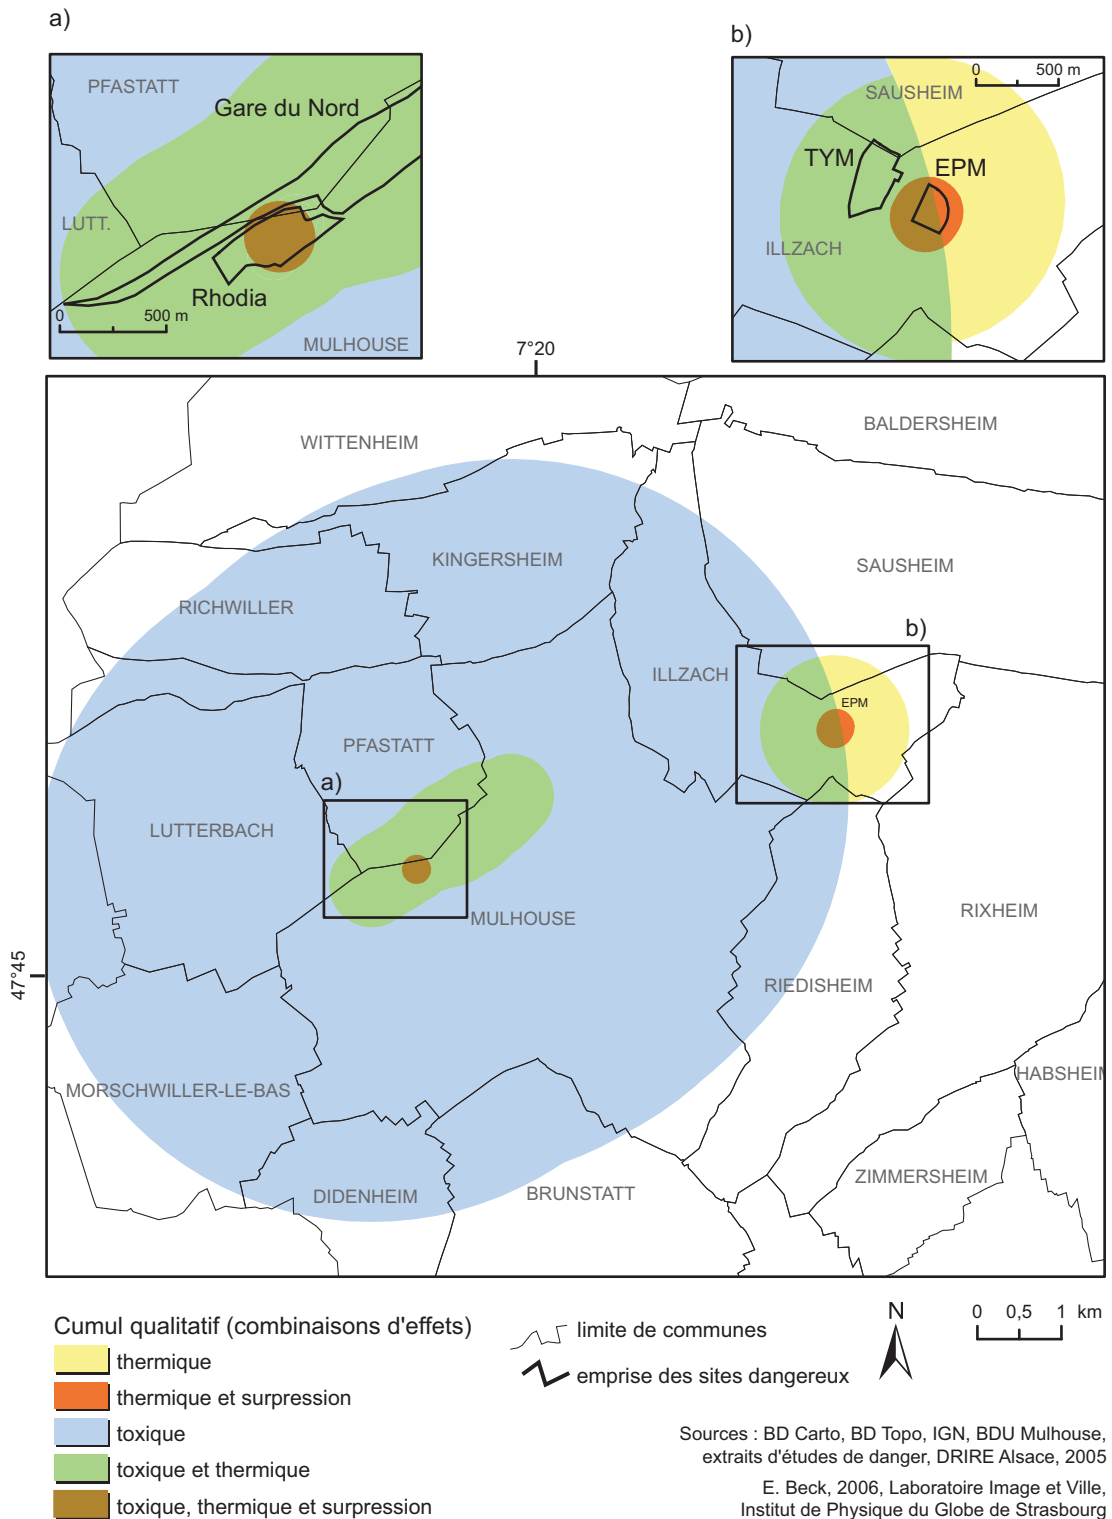 a)
PFASTATT
Gare du Nord
LUTT.
Rhodia
0 500 m
MULHOUSE
b)
0 500 m
SAUSHEIM
TYM
EPM
ILLZACH
7°20
47°45
WITTENHEIM
BALDERSHEIM
KINGERSHEIM
SAUSHEIM
RICHWILLER
b)
ILLZACH
EPM
PFASTATT
a)
LUTTERBACH
MULHOUSE
RIXHEIM
RIEDISHEIM
HABSHEIM
MORSCHWILLER-LE-BAS
ZIMMERSHEIM
DIDENHEIM
BRUNSTATT
Cumul qualitatif (combinaisons d'effets)
thermique
thermique et surpression
toxique
toxique et thermique
toxique, thermique et surpression
limite de communes
emprise des sites dangereux
N
0 0,5 1 km
Sources : BD Carto, BD Topo, IGN, BDU Mulhouse,
extraits d'études de danger, DRIRE Alsace, 2005
E. Beck, 2006, Laboratoire Image et Ville,
Institut de Physique du Globe de Strasbourg